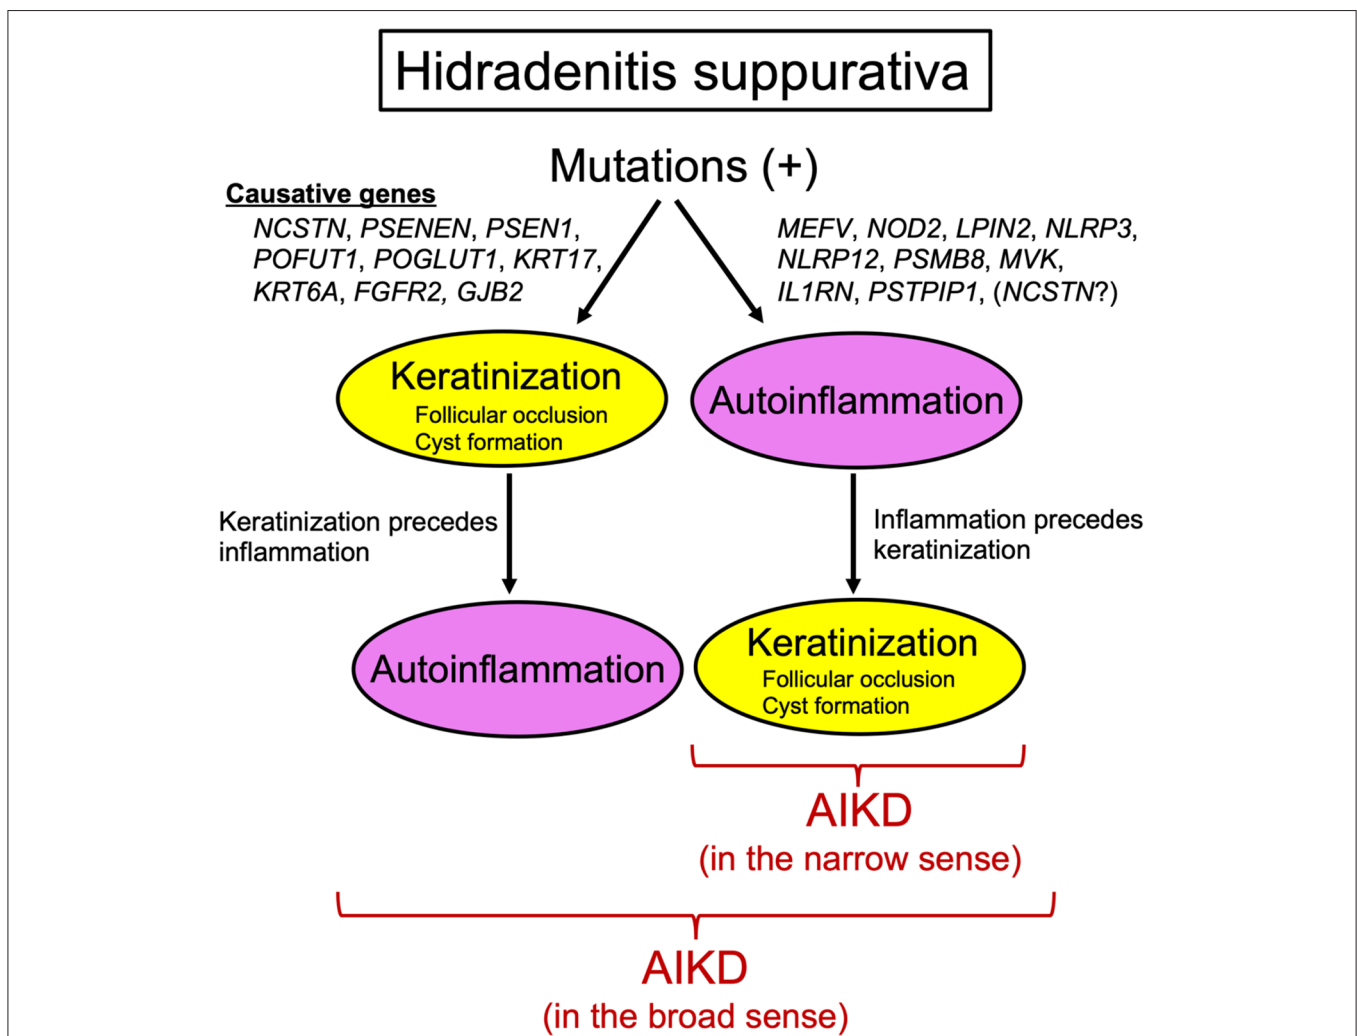 Hidradenitis suppurativa
Mutations (+)
Causative genes
NCSTN, PSENEN, PSEN1,
POFUT1, POGLUT1, KRT17,
KRT6A, FGFR2, GJB2
MEFV, NOD2, LPIN2, NLRP3,
NLRP12, PSMB8, MVK,
IL1RN, PSTPIP1, (NCSTN?)
Keratinization
Follicular occlusion
Cyst formation
Autoinflammation
Keratinization precedes
inflammation
Inflammation precedes
keratinization
Autoinflammation
Keratinization
Follicular occlusion
Cyst formation
AIKD
(in the narrow sense)
AIKD
(in the broad sense)